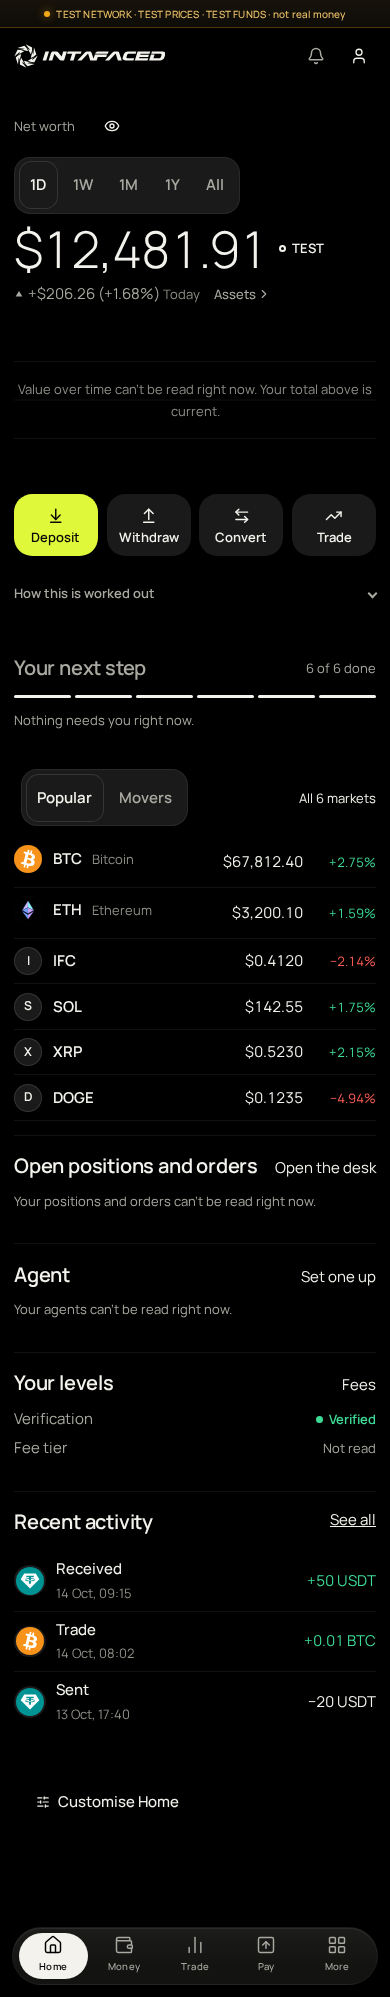 TEST NETWORK · TEST PRICES · TEST FUNDS · not real money
INTAFACED
Net worth
1D 1W 1M 1Y All
$12,481.91 TEST
+$206.26 (+1.68%) Today Assets
Value over time can't be read right now. Your total above is
current.
Deposit Withdraw Convert Trade
How this is worked out
Your next step 6 of 6 done
Nothing needs you right now.
Popular Movers All 6 markets
BTC Bitcoin $67,812.40 +2.75%
ETH Ethereum $3,200.10 +1.59%
I IFC $0.4120 −2.14%
S SOL $142.55 +1.75%
X XRP $0.5230 +2.15%
D DOGE $0.1235 −4.94%
Open positions and orders Open the desk
Your positions and orders can't be read right now.
Agent Set one up
Your agents can't be read right now.
Your levels Fees
Verification Verified
Fee tier Not read
Recent activity See all
Received
14 Oct, 09:15 +50 USDT
Trade
14 Oct, 08:02 +0.01 BTC
Sent
13 Oct, 17:40 −20 USDT
Customise Home
Home Money Trade Pay More